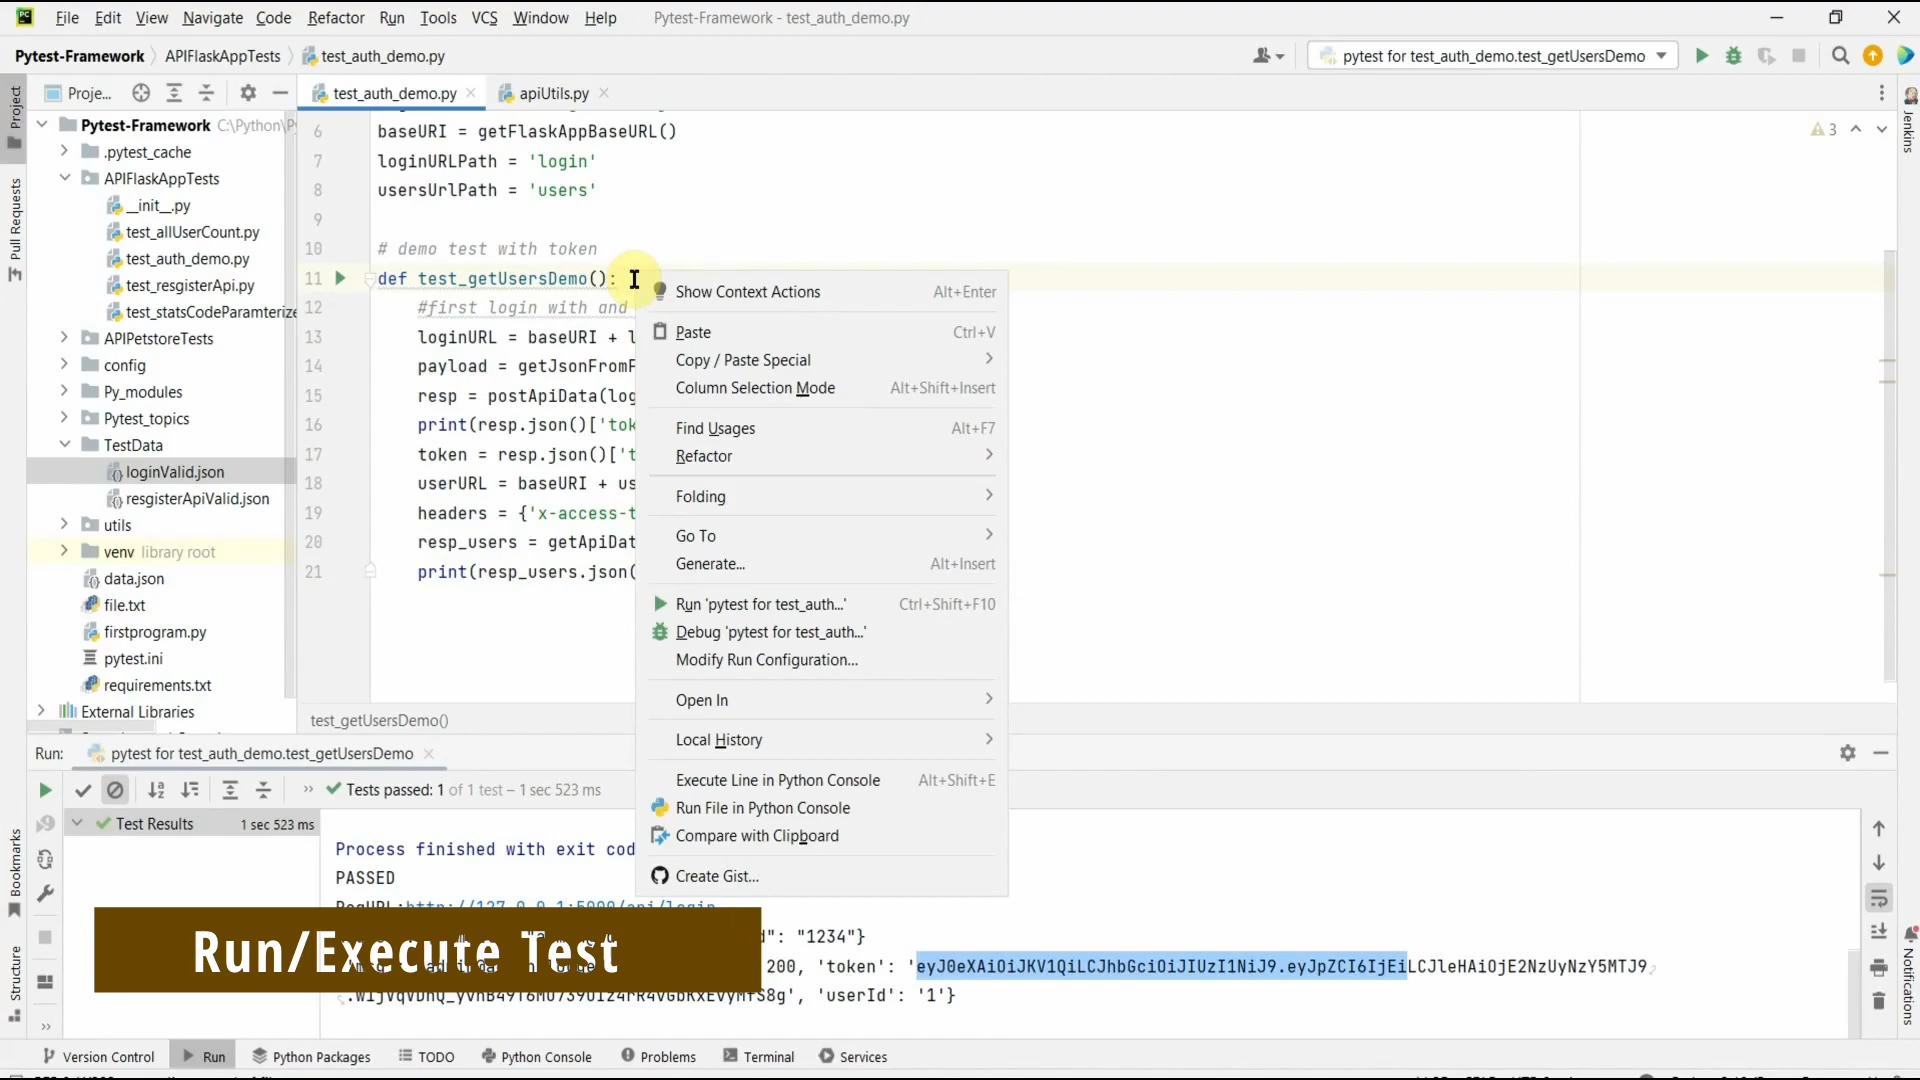 File Edit View Navigate Code Refactor Run Tools VCS Window Help Pytest-Framework - test_auth_demo.py
Pytest-Framework APIFlaskAppTests test_auth_demo.py pytest for test_auth_demo.test_getUsersDemo
Project
Pull Requests
Bookmarks
Structure
Jenkins
Notifications
Proje... test_auth_demo.py apiUtils.py
Pytest-Framework C:\Python\P
.pytest_cache
APIFlaskAppTests
__init__.py
test_allUserCount.py
test_auth_demo.py
test_resgisterApi.py
test_statsCodeParamterize
APIPetstoreTests
config
Py_modules
Pytest_topics
TestData
loginValid.json
resgisterApiValid.json
utils
venv library root
data.json
file.txt
firstprogram.py
pytest.ini
requirements.txt
External Libraries
3
6 baseURI = getFlaskAppBaseURL()
7 loginURLPath = 'login'
8 usersUrlPath = 'users'
9
10 # demo test with token
11 def test_getUsersDemo():
12 #first login with and
13 loginURL = baseURI + l
14 payload = getJsonFromF
15 resp = postApiData(log
16 print(resp.json()['tok
17 token = resp.json()['t
18 userURL = baseURI + us
19 headers = {'x-access-t
20 resp_users = getApiDat
21 print(resp_users.json(
test_getUsersDemo()
Show Context Actions Alt+Enter
Paste Ctrl+V
Copy / Paste Special
Column Selection Mode Alt+Shift+Insert
Find Usages Alt+F7
Refactor
Folding
Go To
Generate... Alt+Insert
Run 'pytest for test_auth...' Ctrl+Shift+F10
Debug 'pytest for test_auth...'
Modify Run Configuration...
Open In
Local History
Execute Line in Python Console Alt+Shift+E
Run File in Python Console
Compare with Clipboard
Create Gist...
Run: pytest for test_auth_demo.test_getUsersDemo
Tests passed: 1 of 1 test – 1 sec 523 ms
Test Results 1 sec 523 ms
Process finished with exit cod
PASSED
d": "1234"}
200, 'token': 'eyJ0eXAiOiJKV1QiLCJhbGciOiJIUzI1NiJ9.eyJpZCI6IjEiLCJleHAiOjE2NzUyNzY5MTJ9
'userId': '1'}
Run/Execute Test
Version Control Run Python Packages TODO Python Console Problems Terminal Services